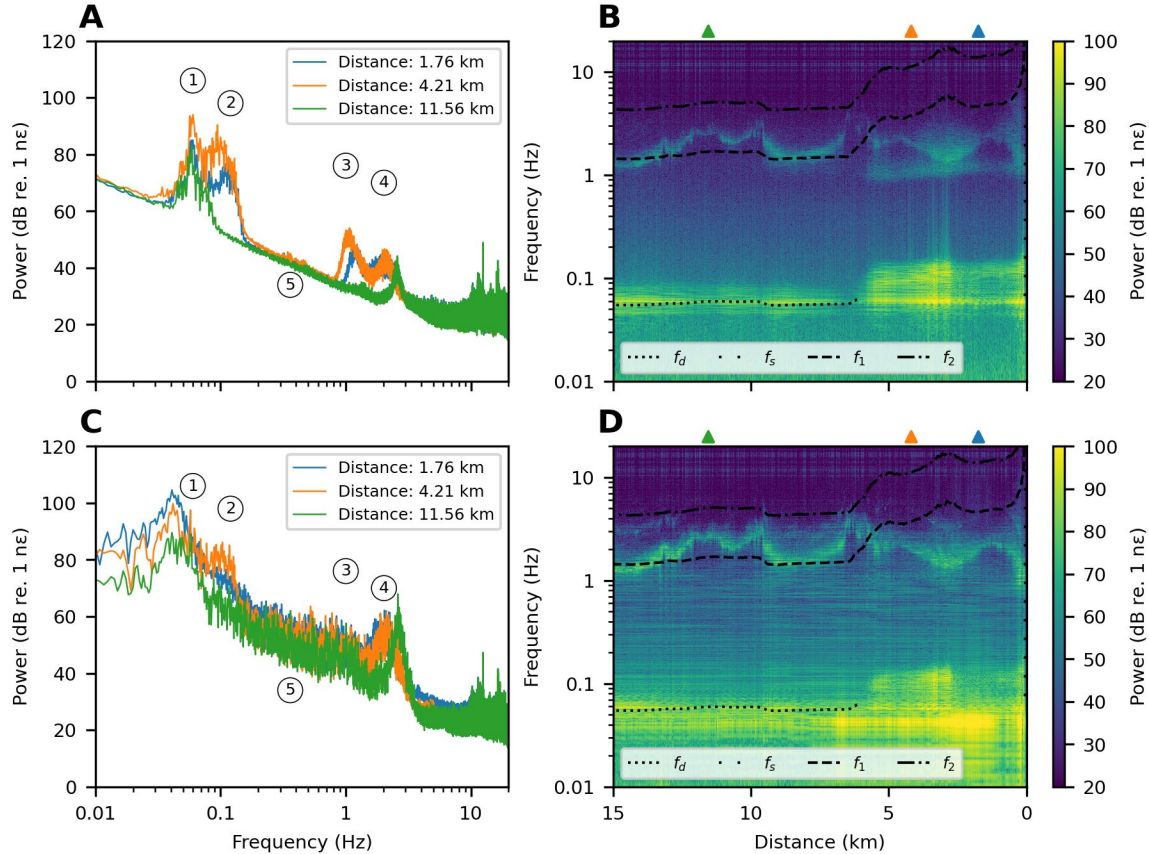 A
B
120
100
80
60
40
20
0
Power (dB re. 1 nε)
Distance: 1.76 km
Distance: 4.21 km
Distance: 11.56 km
1
2
3
4
5
10
1
0.1
0.01
Frequency (Hz)
f_d
f_s
f_1
f_2
100
90
80
70
60
50
40
30
20
Power (dB re. 1 nε)
C
D
120
100
80
60
40
20
0
Power (dB re. 1 nε)
Distance: 1.76 km
Distance: 4.21 km
Distance: 11.56 km
1
2
3
4
5
0.01
0.1
1
10
Frequency (Hz)
10
1
0.1
0.01
Frequency (Hz)
f_d
f_s
f_1
f_2
15
10
5
0
Distance (km)
100
90
80
70
60
50
40
30
20
Power (dB re. 1 nε)